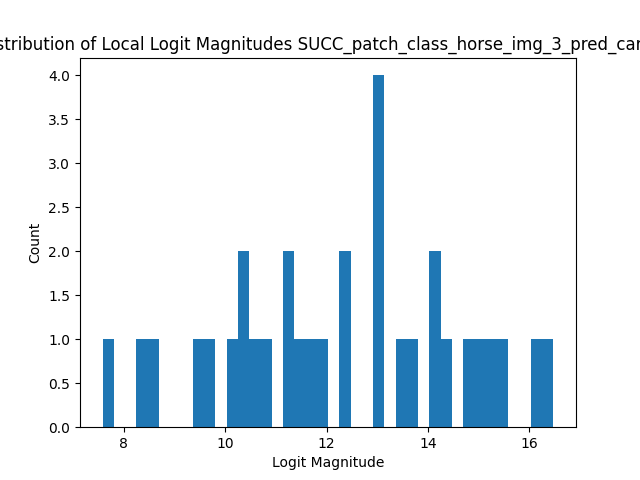 stribution of Local Logit Magnitudes SUCC_patch_class_horse_img_3_pred_car
4.0
3.5
3.0
2.5
2.0
1.5
1.0
0.5
0.0
Count
8 10 12 14 16
Logit Magnitude